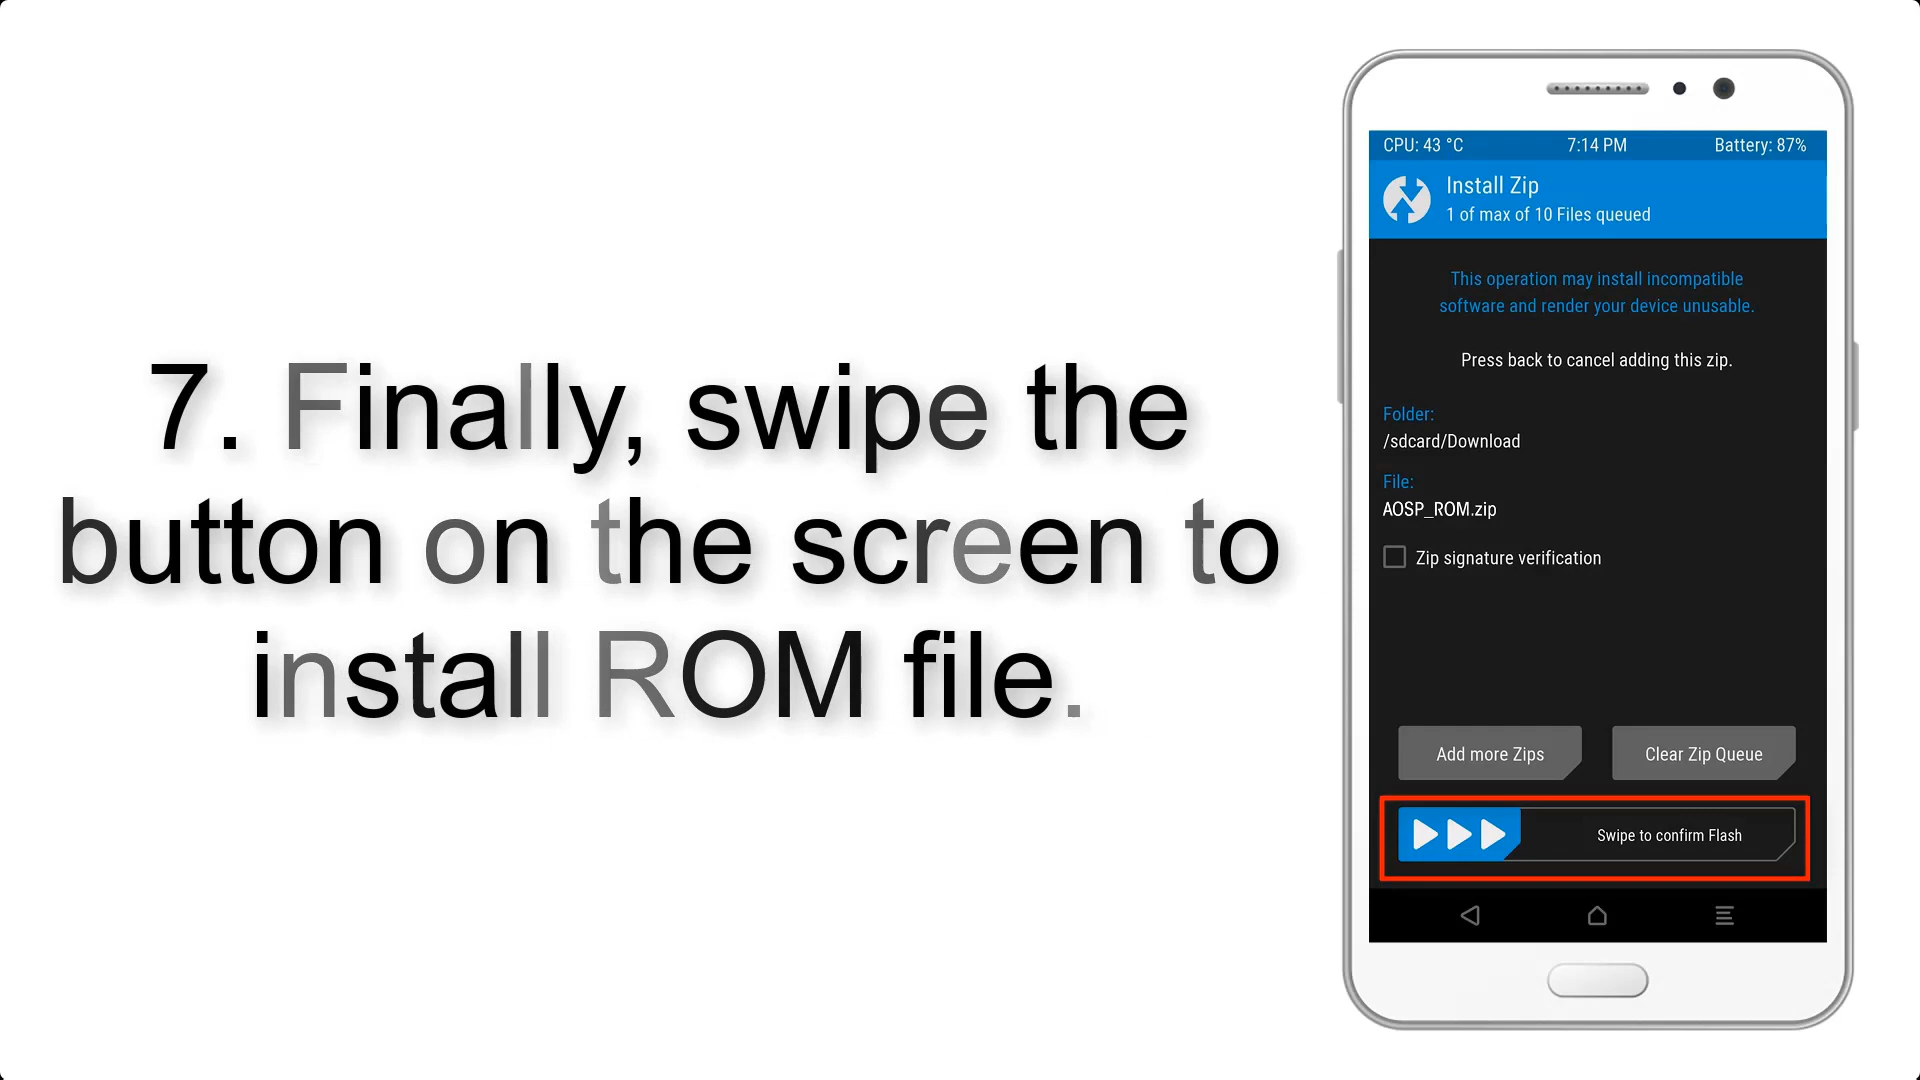 7. Finally, swipe the
button on the screen to
install ROM file.
CPU: 43 °C 7:14 PM Battery: 87%
Install Zip
1 of max of 10 Files queued
This operation may install incompatible
software and render your device unusable.
Press back to cancel adding this zip.
Folder:
/sdcard/Download
File:
AOSP_ROM.zip
Zip signature verification
Add more Zips Clear Zip Queue
Swipe to confirm Flash